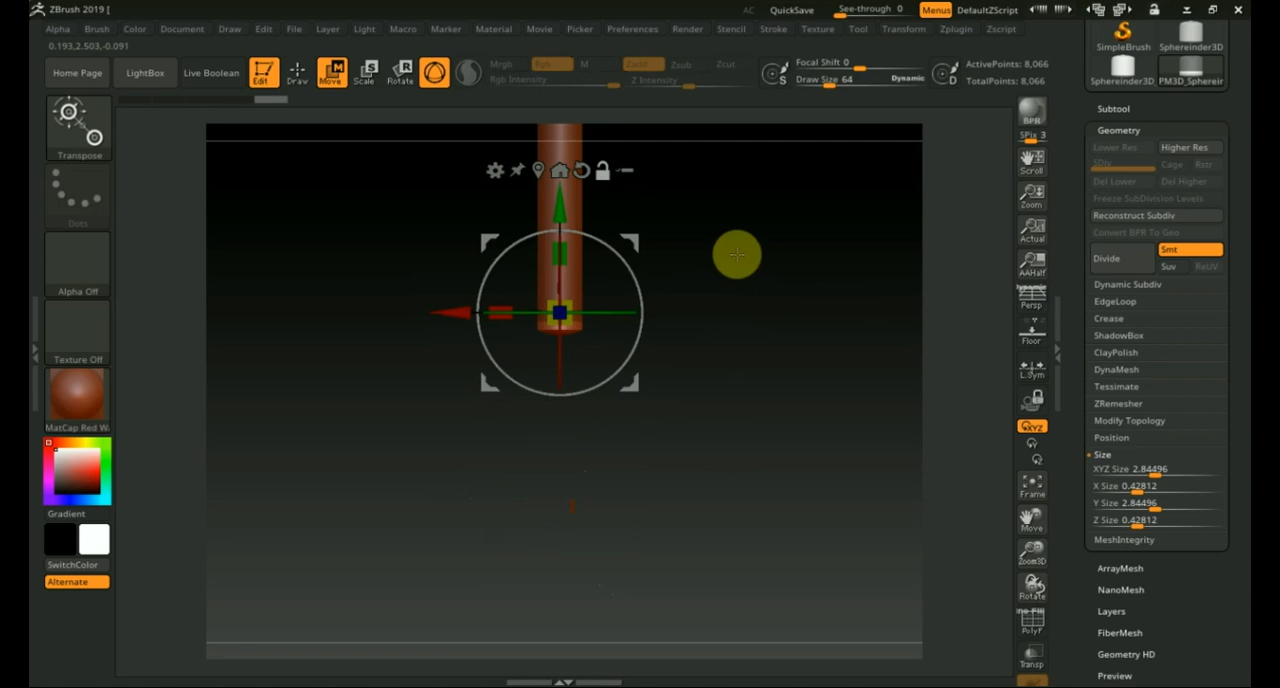 ZBrush 2019 [
AC QuickSave See-through 0 Menus DefaultZScript
Alpha Brush Color Document Draw Edit File Layer Light Macro Marker Material Movie Picker Preferences Render Stencil Stroke Texture Tool Transform Zplugin Zscript
0.193,2.503,-0.091
Home Page LightBox Live Boolean Edit Draw Move Scale Rotate
Mrgb Rgb M Zadd Zsub Zcut
Rgb Intensity Z Intensity
Focal Shift 0
Draw Size 64 Dynamic
S
D
ActivePoints: 8,066
TotalPoints: 8,066
Transpose
Dots
Alpha Off
Texture Off
MatCap Red W
Gradient
SwitchColor
Alternate
BPR
SPix 3
Scroll
Zoom
Actual
AAHalf
Dynamic
Persp
Floor
L.Sym
XYZ
Frame
Move
Zoom3D
Rotate
PolyF
Transp
SimpleBrush Sphereinder3D
Sphereinder3D PM3D_Spherein
Subtool
Geometry
Lower Res Higher Res
SDiv Cage Rstr
Del Lower Del Higher
Freeze SubDivision Levels
Reconstruct Subdiv
Convert BPR To Geo
Divide Smt
Suv ReUV
Dynamic Subdiv
EdgeLoop
Crease
ShadowBox
ClayPolish
DynaMesh
Tessimate
ZRemesher
Modify Topology
Position
Size
XYZ Size 2.84496
X Size 0.42812
Y Size 2.84496
Z Size 0.42812
MeshIntegrity
ArrayMesh
NanoMesh
Layers
FiberMesh
Geometry HD
Preview